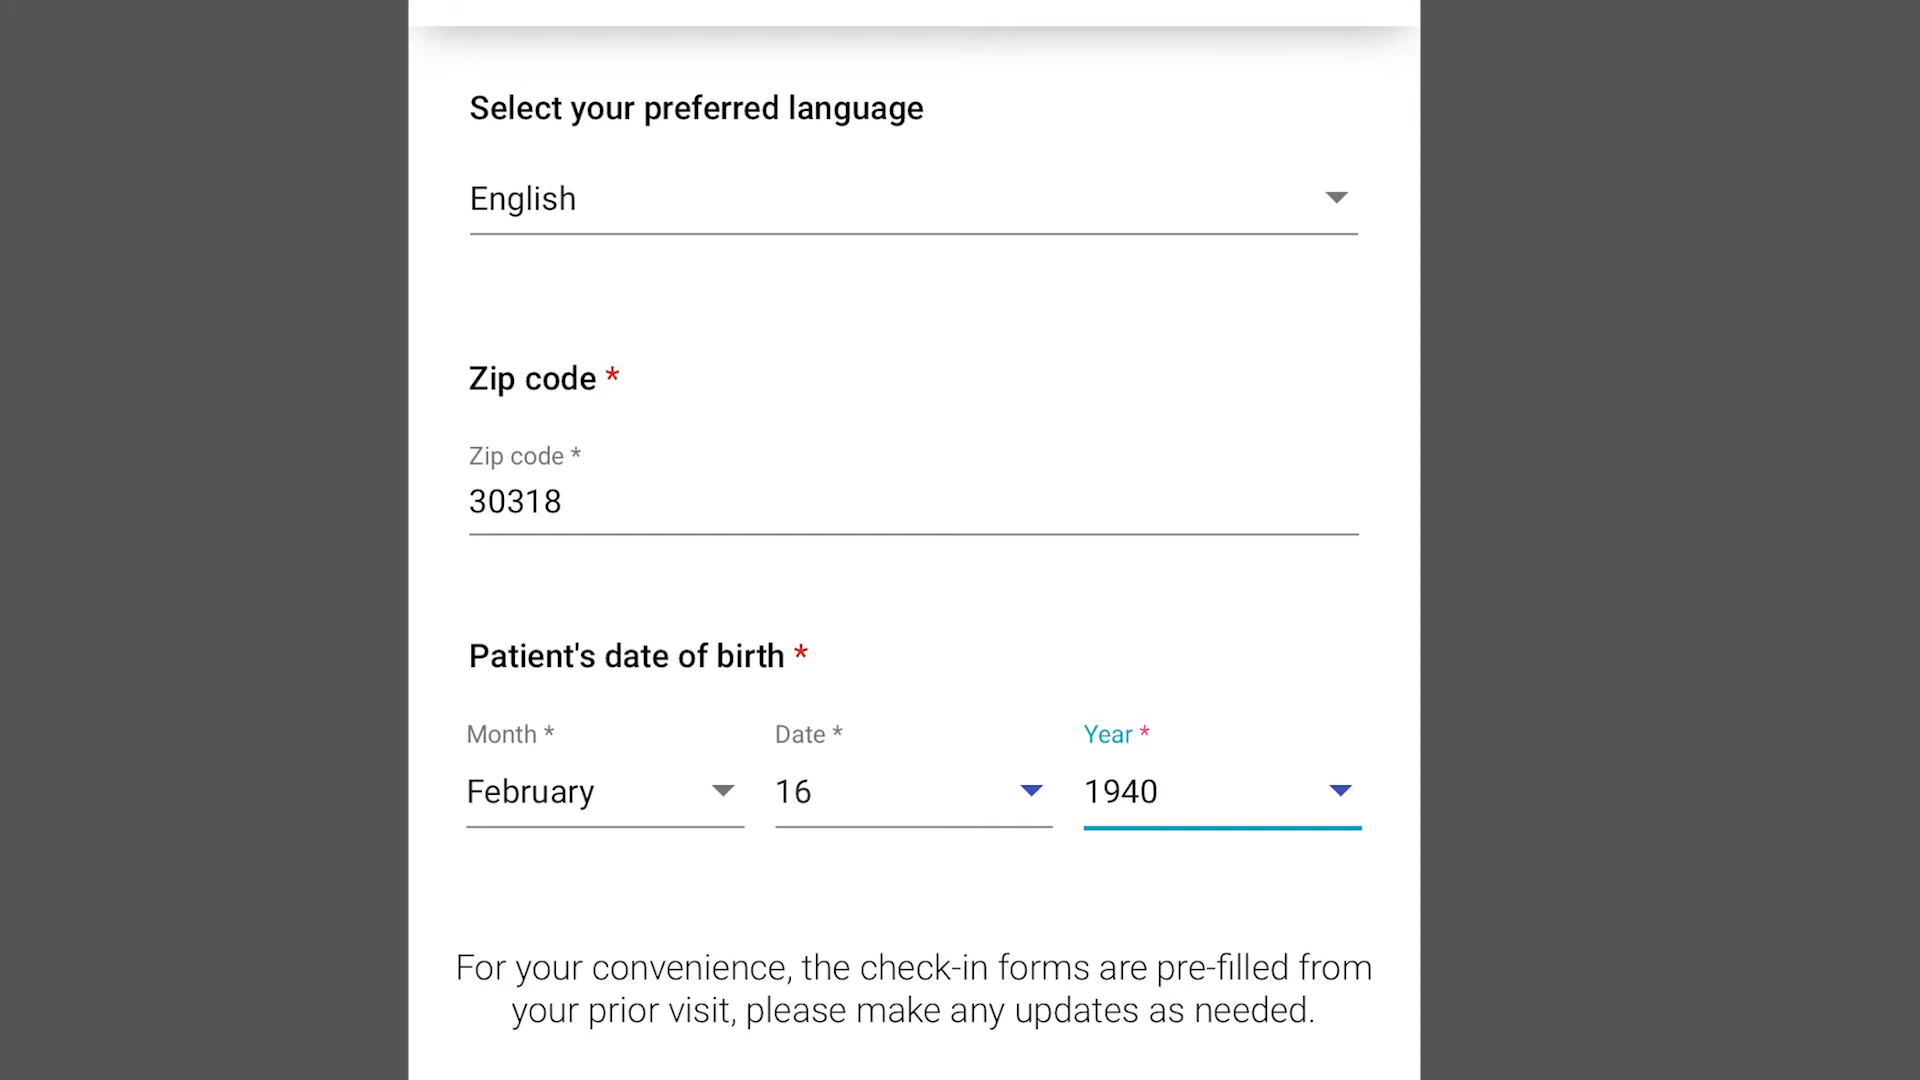 Select your preferred language
English
Zip code *
Zip code *
30318
Patient's date of birth *
Month * Date * Year *
February 16 1940
For your convenience, the check-in forms are pre-filled from
your prior visit, please make any updates as needed.